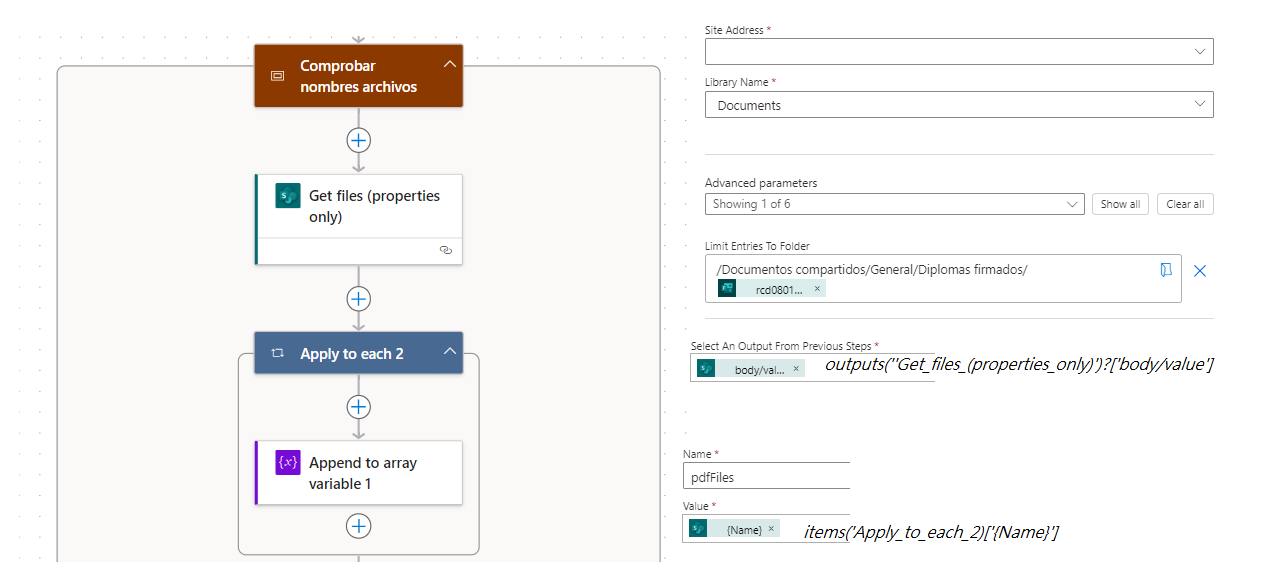 Comprobar
nombres archivos
Get files (properties
only)
Apply to each 2
{x}
Append to array
variable 1
Site Address *
Library Name *
Documents
Advanced parameters
Showing 1 of 6
Show all
Clear all
Limit Entries To Folder
/Documentos compartidos/General/Diplomas firmados/
rcd0801... ×
Select An Output From Previous Steps *
body/val... ×
outputs(''Get_files_(properties_only)')?['body/value']
Name *
pdfFiles
Value *
{Name} ×
items('Apply_to_each_2)['{Name}']